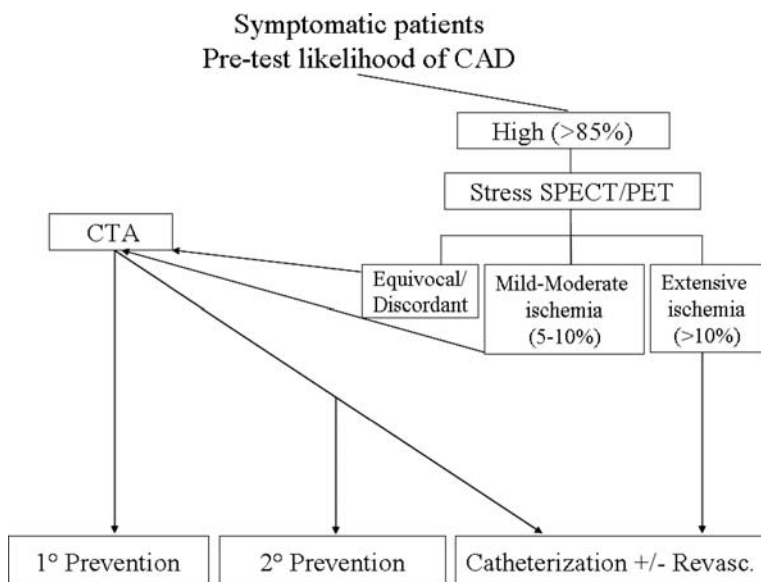 Symptomatic patients
Pre-test likelihood of CAD
High (>85%)
Stress SPECT/PET
CTA
Equivocal/
Discordant
Mild-Moderate
ischemia
(5-10%)
Extensive
ischemia
(>10%)
1° Prevention
2° Prevention
Catheterization +/- Revasc.